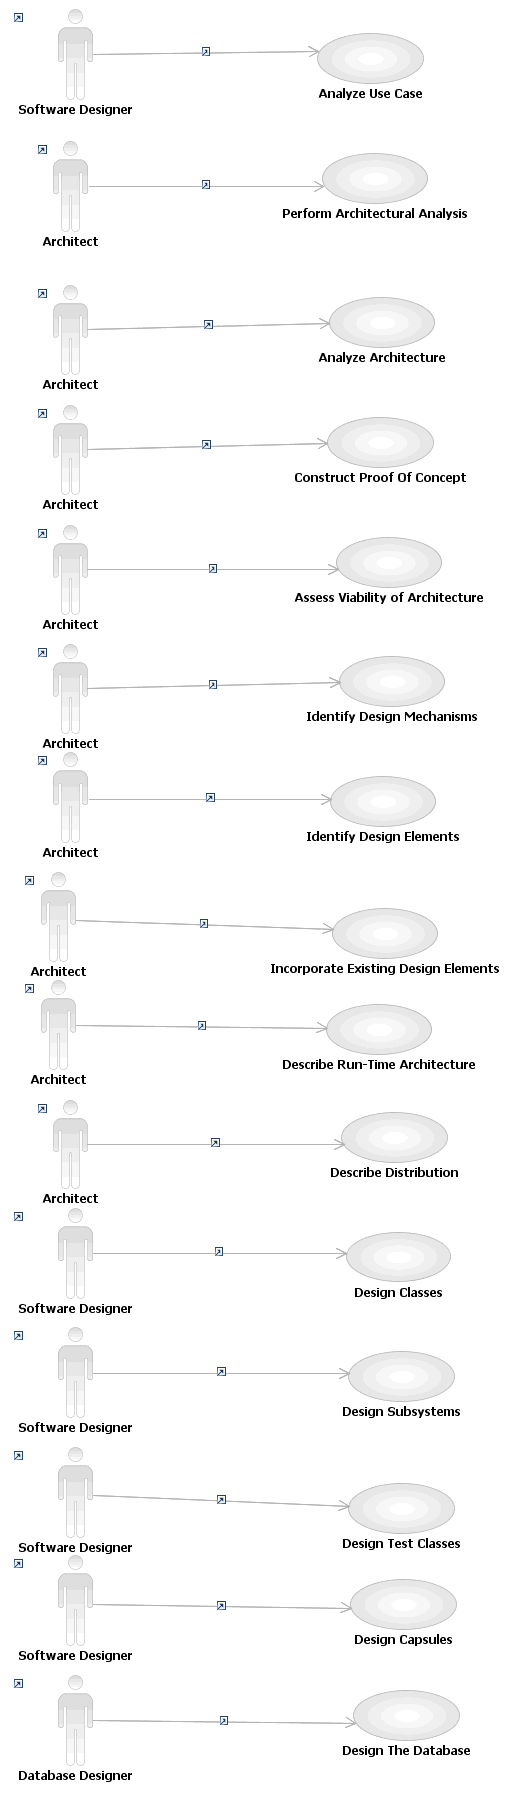 Software Designer
Analyze Use Case
Architect
Perform Architectural Analysis
Architect
Analyze Architecture
Architect
Construct Proof Of Concept
Architect
Assess Viability of Architecture
Architect
Identify Design Mechanisms
Architect
Identify Design Elements
Architect
Incorporate Existing Design Elements
Architect
Describe Run-Time Architecture
Architect
Describe Distribution
Software Designer
Design Classes
Software Designer
Design Subsystems
Software Designer
Design Test Classes
Software Designer
Design Capsules
Database Designer
Design The Database